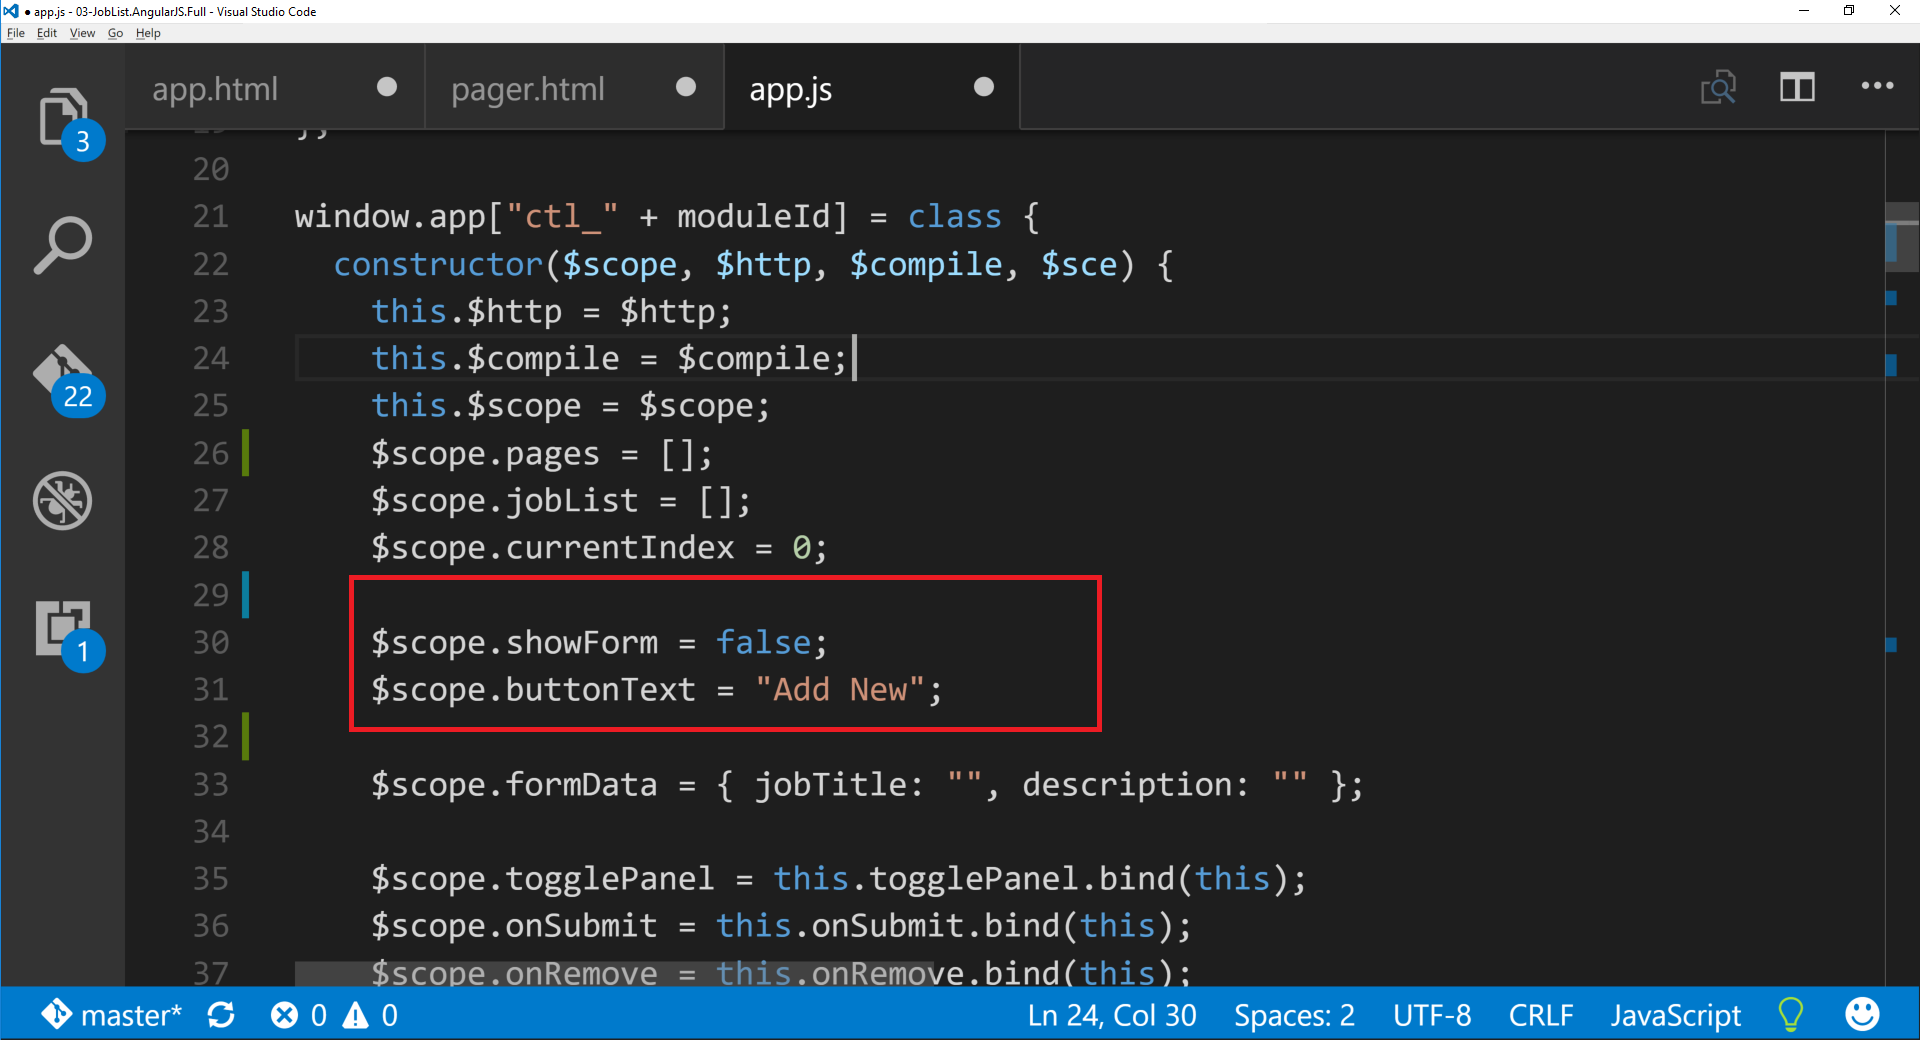 ● app.js - 03-JobList.AngularJS.Full - Visual Studio Code
File Edit View Go Help
app.html ● pager.html ● app.js ● •••
3
22
1
20
21 window.app["ctl_" + moduleId] = class {
22 constructor($scope, $http, $compile, $sce) {
23 this.$http = $http;
24 this.$compile = $compile;
25 this.$scope = $scope;
26 $scope.pages = [];
27 $scope.jobList = [];
28 $scope.currentIndex = 0;
29
30 $scope.showForm = false;
31 $scope.buttonText = "Add New";
32
33 $scope.formData = { jobTitle: "", description: "" };
34
35 $scope.togglePanel = this.togglePanel.bind(this);
36 $scope.onSubmit = this.onSubmit.bind(this);
37 $scope.onRemove = this.onRemove.bind(this);
master* 0 0 Ln 24, Col 30 Spaces: 2 UTF-8 CRLF JavaScript